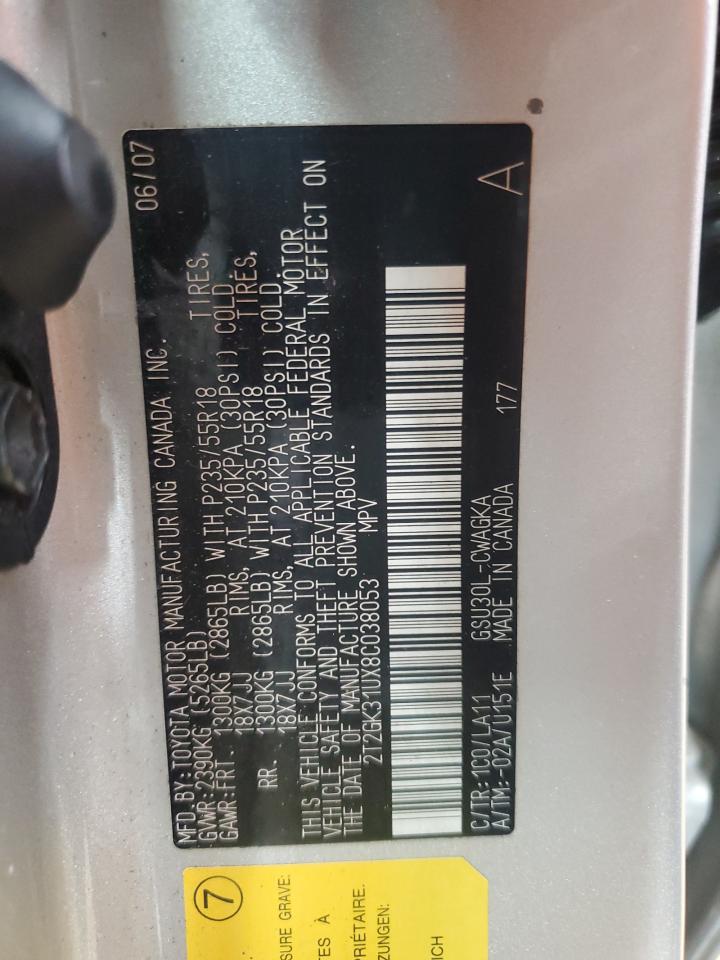 MFD. BY: TOYOTA MOTOR MANUFACTURING CANADA INC. 06/07
GVWR: 2390KG (5265LB)
GAWR: FRT. 1300KG (2865LB) WITH P235/55R18 TIRES,
18X7JJ RIMS, AT 210KPA (30PSI) COLD.
RR. 1300KG (2865LB) WITH P235/55R18 TIRES,
18X7JJ RIMS, AT 210KPA (30PSI) COLD.
THIS VEHICLE CONFORMS TO ALL APPLICABLE FEDERAL MOTOR
VEHICLE SAFETY AND THEFT PREVENTION STANDARDS IN EFFECT ON
THE DATE OF MANUFACTURE SHOWN ABOVE.
2T2GK31UX8C038053 MPV
C/TR: 1C0/LA11 GSU30L-CWAGKA 177 A
A/TM: -02A/U151E MADE IN CANADA
7
SURE GRAVE:
TES À
PRIÉTAIRE.
ZUNGEN:
ICH